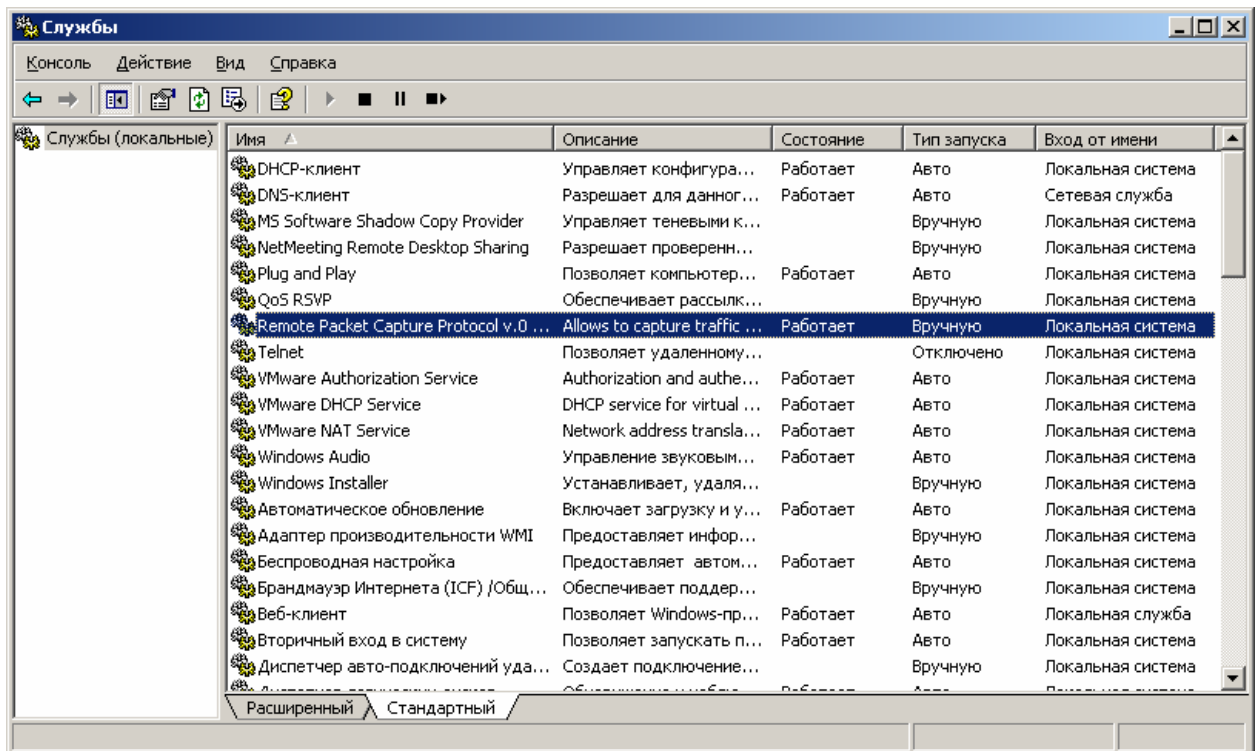 Службы
Консоль Действие Вид Справка
Службы (локальные)
Имя Описание Состояние Тип запуска Вход от имени
DHCP-клиент Управляет конфигура... Работает Авто Локальная система
DNS-клиент Разрешает для данног... Работает Авто Сетевая служба
MS Software Shadow Copy Provider Управляет теневыми к... Вручную Локальная система
NetMeeting Remote Desktop Sharing Разрешает проверенн... Вручную Локальная система
Plug and Play Позволяет компьютер... Работает Авто Локальная система
QoS RSVP Обеспечивает рассылк... Вручную Локальная система
Remote Packet Capture Protocol v.0 ... Allows to capture traffic ... Работает Вручную Локальная система
Telnet Позволяет удаленному... Отключено Локальная система
VMware Authorization Service Authorization and authe... Работает Авто Локальная система
VMware DHCP Service DHCP service for virtual ... Работает Авто Локальная система
VMware NAT Service Network address transla... Работает Авто Локальная система
Windows Audio Управление звуковым... Работает Авто Локальная система
Windows Installer Устанавливает, удаля... Вручную Локальная система
Автоматическое обновление Включает загрузку и у... Работает Авто Локальная система
Адаптер производительности WMI Предоставляет инфор... Вручную Локальная система
Беспроводная настройка Предоставляет автом... Работает Авто Локальная система
Брандмауэр Интернета (ICF) /Общ... Обеспечивает поддер... Вручную Локальная система
Веб-клиент Позволяет Windows-пр... Работает Авто Локальная служба
Вторичный вход в систему Позволяет запускать п... Работает Авто Локальная система
Диспетчер авто-подключений уда... Создает подключение... Вручную Локальная система
Расширенный Стандартный